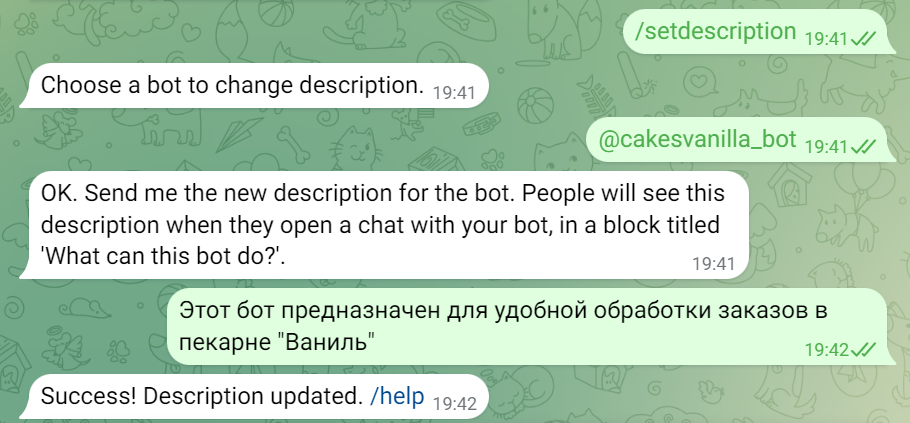 /setdescription 19:41
Choose a bot to change description. 19:41
@cakesvanilla_bot 19:41
OK. Send me the new description for the bot. People will see this
description when they open a chat with your bot, in a block titled
'What can this bot do?'. 19:41
Этот бот предназначен для удобной обработки заказов в
пекарне "Ваниль" 19:42
Success! Description updated. /help 19:42